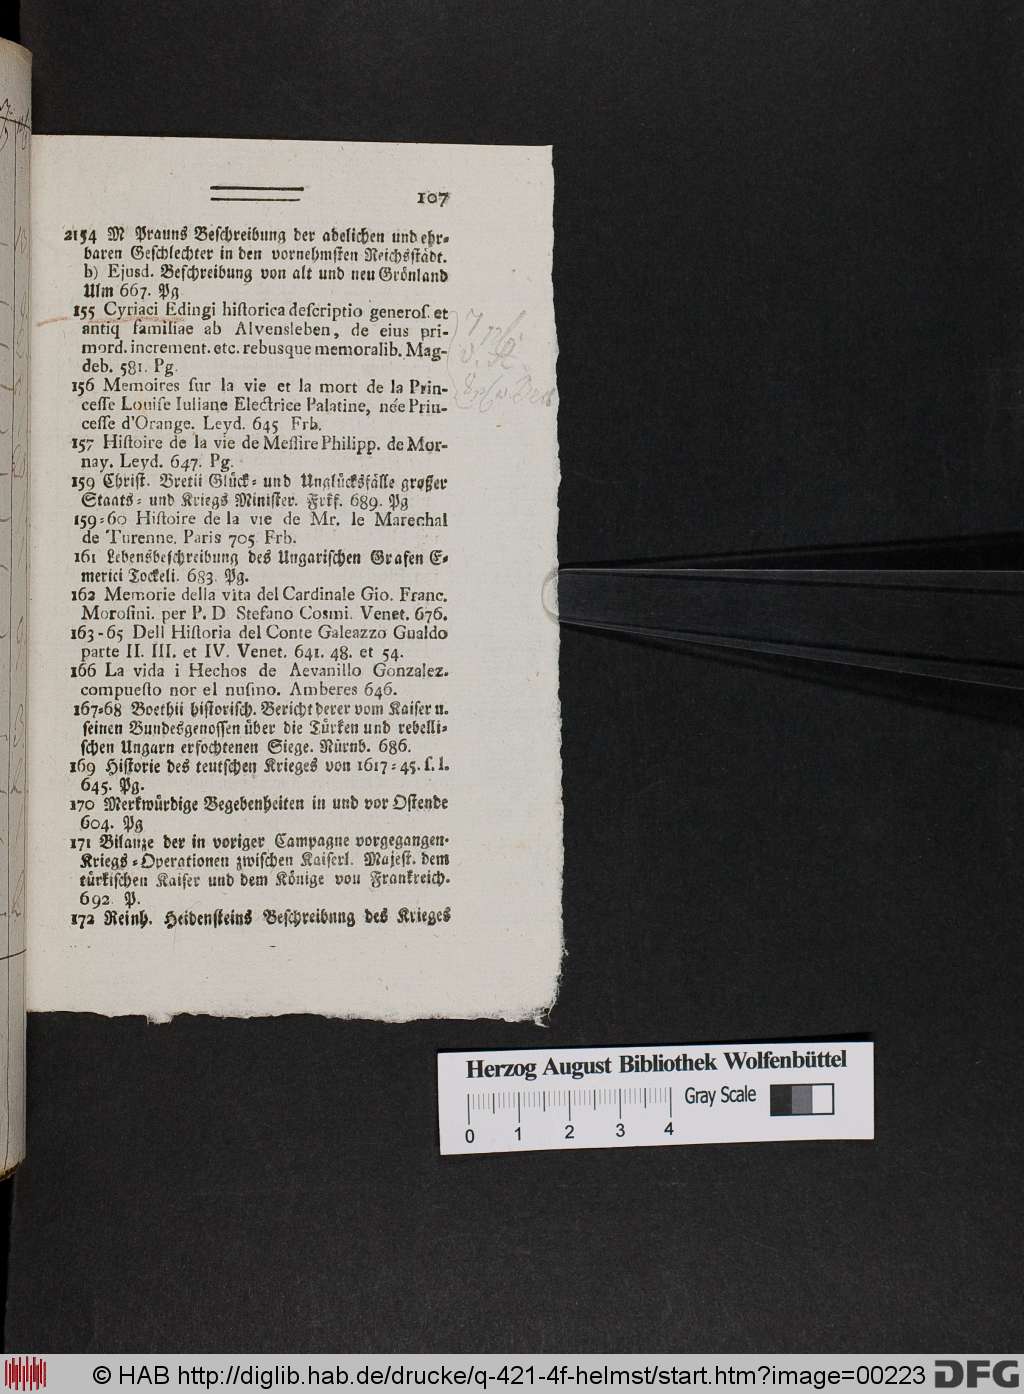 107
2154 M Prauns Beschreibung der adelichen und ehr-
baren Geschlechter in den vornehmsten Reichsstädt.
b) Ejusd. Beschreibung von alt und neu Grönland
Ulm 667. Pg
155 Cyriaci Edingi historica descriptio generos. et
antiq familiae ab Alvensleben, de eius pri-
mord. increment. etc. rebusque memoralib. Mag-
deb. 581. Pg.
156 Memoires sur la vie et la mort de la Prin-
cesse Louise Iuliane Electrice Palatine, née Prin-
cesse d'Orange. Leyd. 645 Frb.
157 Histoire de la vie de Messire Philipp. de Mor-
nay. Leyd. 647. Pg.
159 Christ. Bretii Glück- und Unglücksfälle großer
Staats- und Kriegs Minister. Frkf. 689. Pg
159-60 Histoire de la vie de Mr. le Marechal
de Turenne. Paris 705 Frb.
161 Lebensbeschreibung des Ungarischen Grafen E-
merici Tockeli. 683. Pg.
162 Memorie della vita del Cardinale Gio. Franc.
Morosini. per P. D Stefano Cosmi. Venet. 676.
163-65 Dell Historia del Conte Galeazzo Gualdo
parte II. III. et IV. Venet. 641. 48. et 54.
166 La vida i Hechos de Aevanillo Gonzalez.
compuesto nor el nusino. Amberes 646.
167-68 Boethii historisch. Bericht derer vom Kaiser u.
seinen Bundesgenossen über die Türken und rebelli-
schen Ungarn erfochtenen Siege. Nürnb. 686.
169 Historie des teutschen Krieges von 1617-45. s. l.
645. Pg.
170 Merkwürdige Begebenheiten in und vor Ostende
604. Pg
171 Bilanze der in voriger Campagne vorgegangen.
Kriegs-Operationen zwischen Kaiserl. Majest. dem
türkischen Kaiser und dem Könige von Frankreich.
692. P.
172 Reinh. Heidensteins Beschreibung des Krieges
Herzog August Bibliothek Wolfenbüttel
Gray Scale
0 1 2 3 4
© HAB http://diglib.hab.de/drucke/q-421-4f-helmst/start.htm?image=00223
DFG